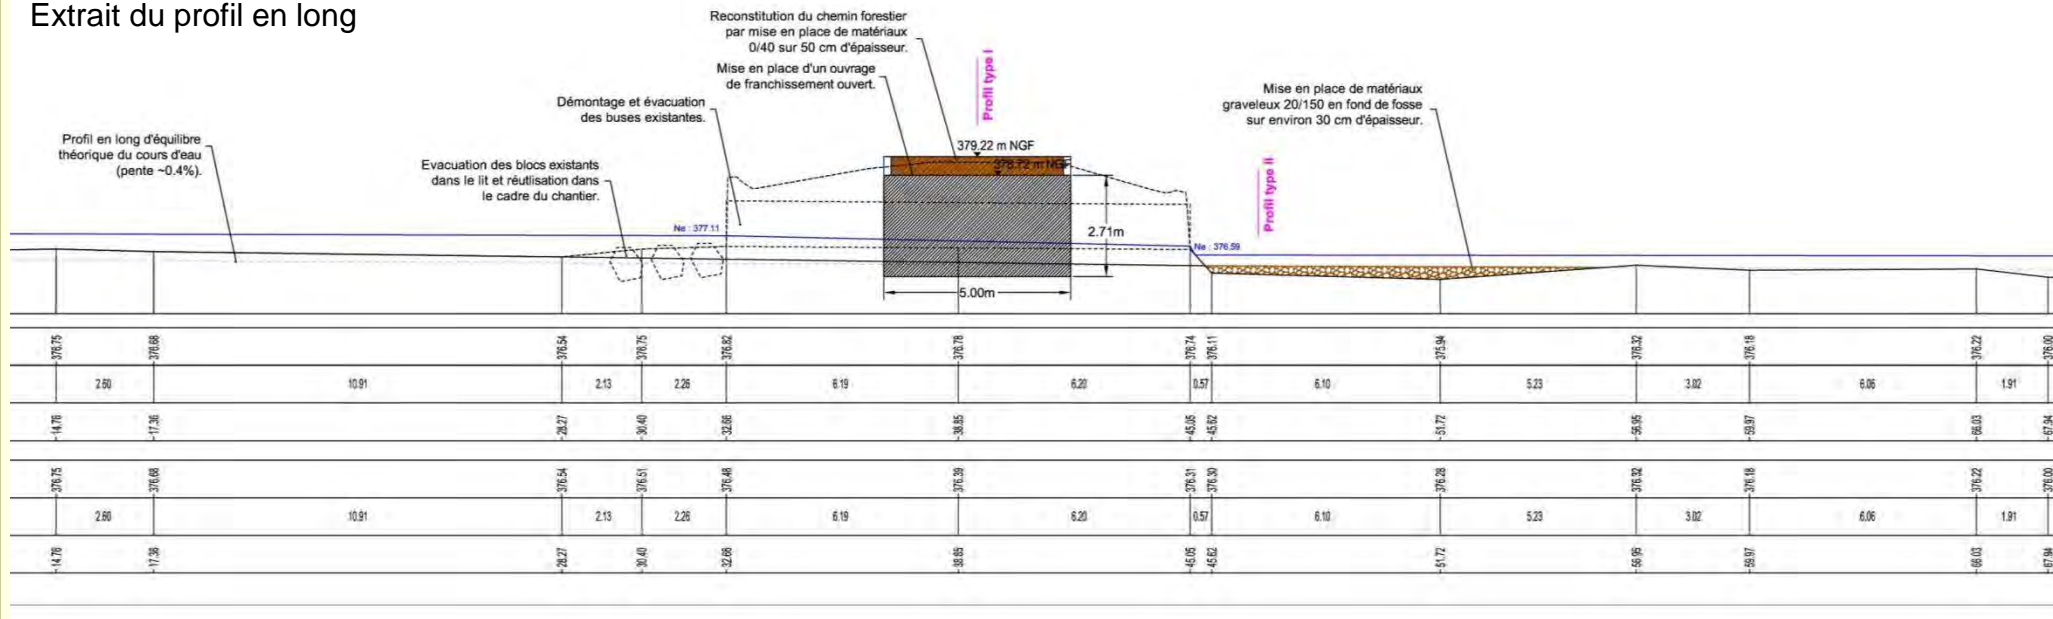 Extrait du profil en long
Reconstitution du chemin forestier
par mise en place de matériaux
0/40 sur 50 cm d'épaisseur.
Mise en place d'un ouvrage
de franchissement ouvert.
Profil type I
Démontage et évacuation
des buses existantes.
Mise en place de matériaux
graveleux 20/150 en fond de fosse
sur environ 30 cm d'épaisseur.
Profil en long d'équilibre
théorique du cours d'eau
(pente ~0.4%).
Evacuation des blocs existants
dans le lit et réutlisation dans
le cadre du chantier.
379.22 m NGF
378.72 m NGF
Profil type II
Ne : 377.11
2.71m
Ne : 376.59
5.00m
376.75 376.68 376.54 376.75 376.82 376.78 376.74 376.11 375.94 376.32 376.18 376.22 376.00
2.60 10.91 2.13 2.26 6.19 6.20 0.57 6.10 5.23 3.02 6.06 1.91
14.76 17.36 28.27 30.40 32.66 38.85 45.05 45.62 51.72 56.95 59.97 66.03 67.94
376.75 376.68 376.54 376.51 376.48 376.39 376.31 376.30 376.28 376.32 376.18 376.22 376.00
2.60 10.91 2.13 2.26 6.19 6.20 0.57 6.10 5.23 3.02 6.06 1.91
14.76 17.36 28.27 30.40 32.66 38.85 45.05 45.62 51.72 56.95 59.97 66.03 67.94